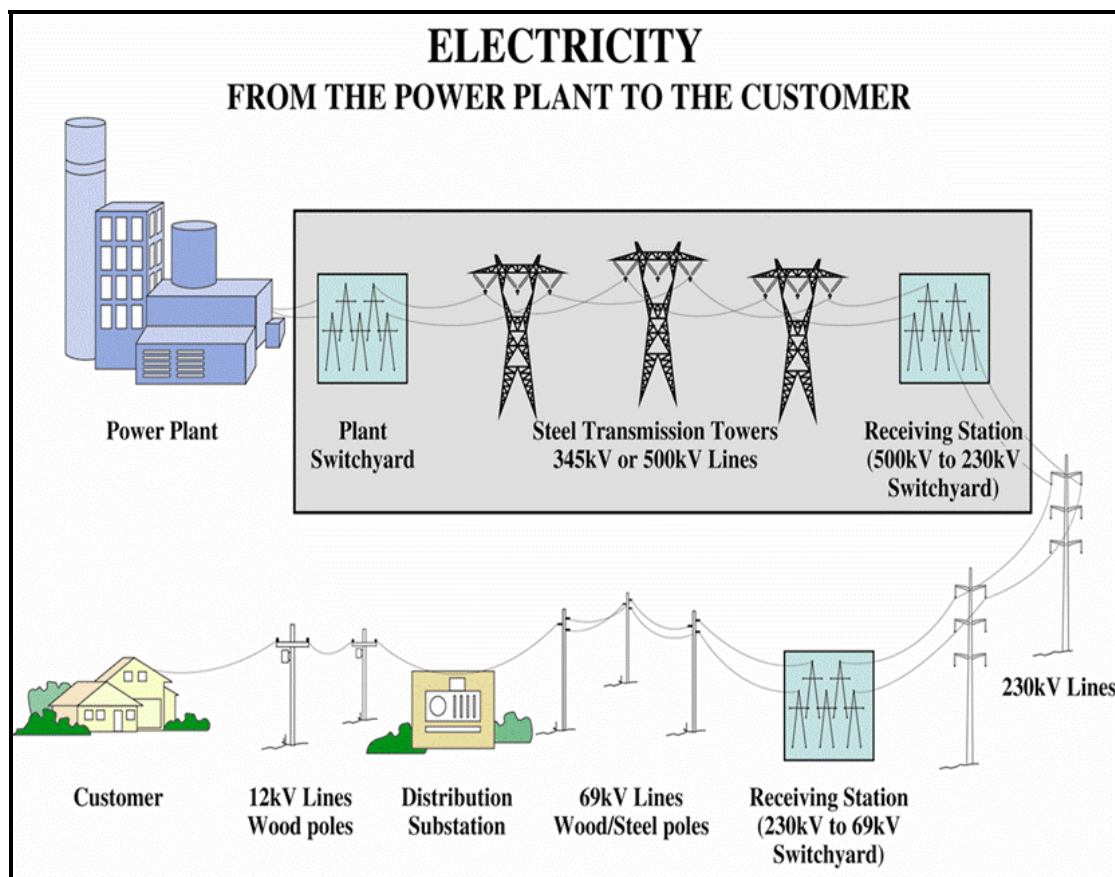 ELECTRICITY
FROM THE POWER PLANT TO THE CUSTOMER
Power Plant
Plant
Switchyard
Steel Transmission Towers
345kV or 500kV Lines
Receiving Station
(500kV to 230kV
Switchyard)
230kV Lines
Customer
12kV Lines
Wood poles
Distribution
Substation
69kV Lines
Wood/Steel poles
Receiving Station
(230kV to 69kV
Switchyard)